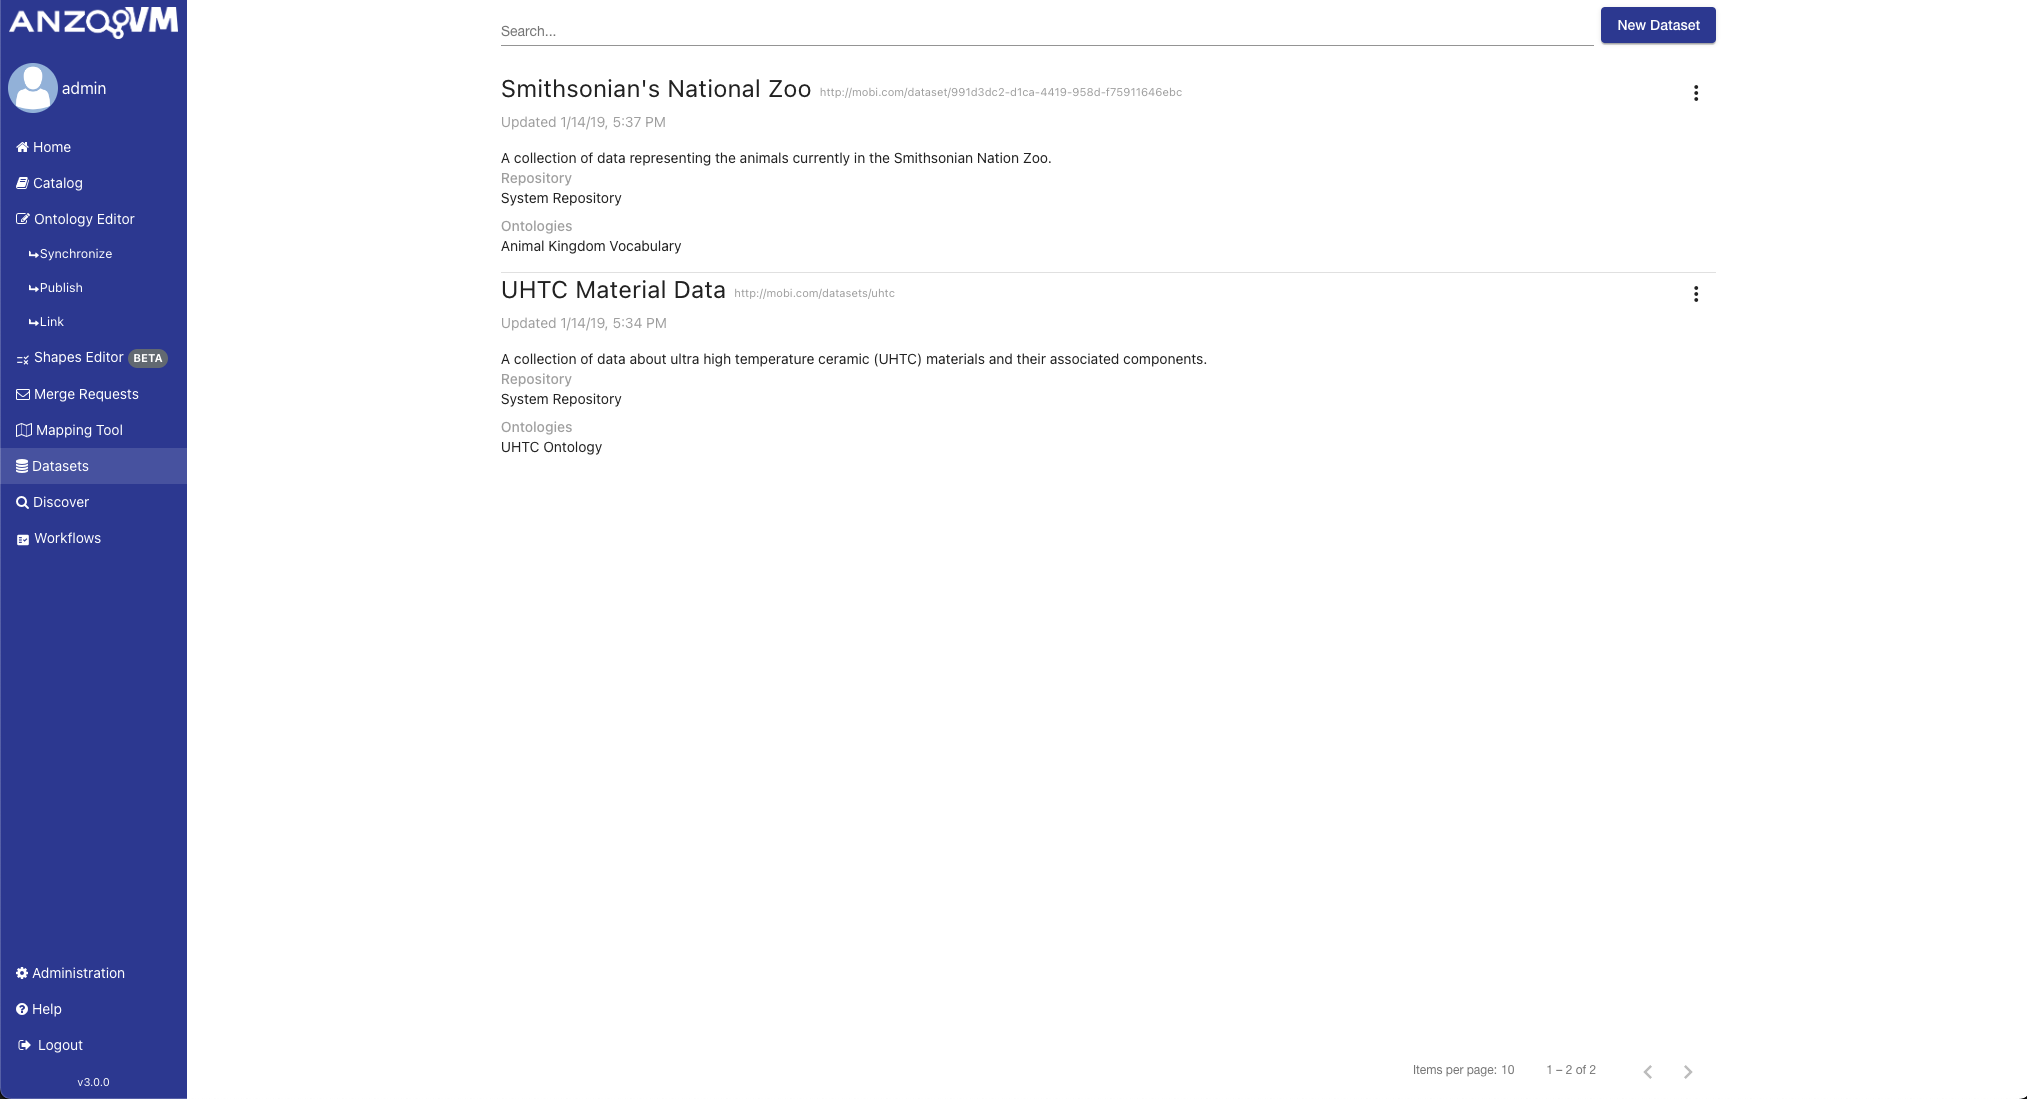 ANZOVM
admin
Home
Catalog
Ontology Editor
Synchronize
Publish
Link
Shapes Editor BETA
Merge Requests
Mapping Tool
Datasets
Discover
Workflows
Administration
Help
Logout
v3.0.0
Search...
New Dataset
Smithsonian's National Zoo http://mobi.com/dataset/991d3dc2-d1ca-4419-958d-f75911646ebc
Updated 1/14/19, 5:37 PM
A collection of data representing the animals currently in the Smithsonian Nation Zoo.
Repository
System Repository
Ontologies
Animal Kingdom Vocabulary
UHTC Material Data http://mobi.com/datasets/uhtc
Updated 1/14/19, 5:34 PM
A collection of data about ultra high temperature ceramic (UHTC) materials and their associated components.
Repository
System Repository
Ontologies
UHTC Ontology
Items per page: 10 1 – 2 of 2